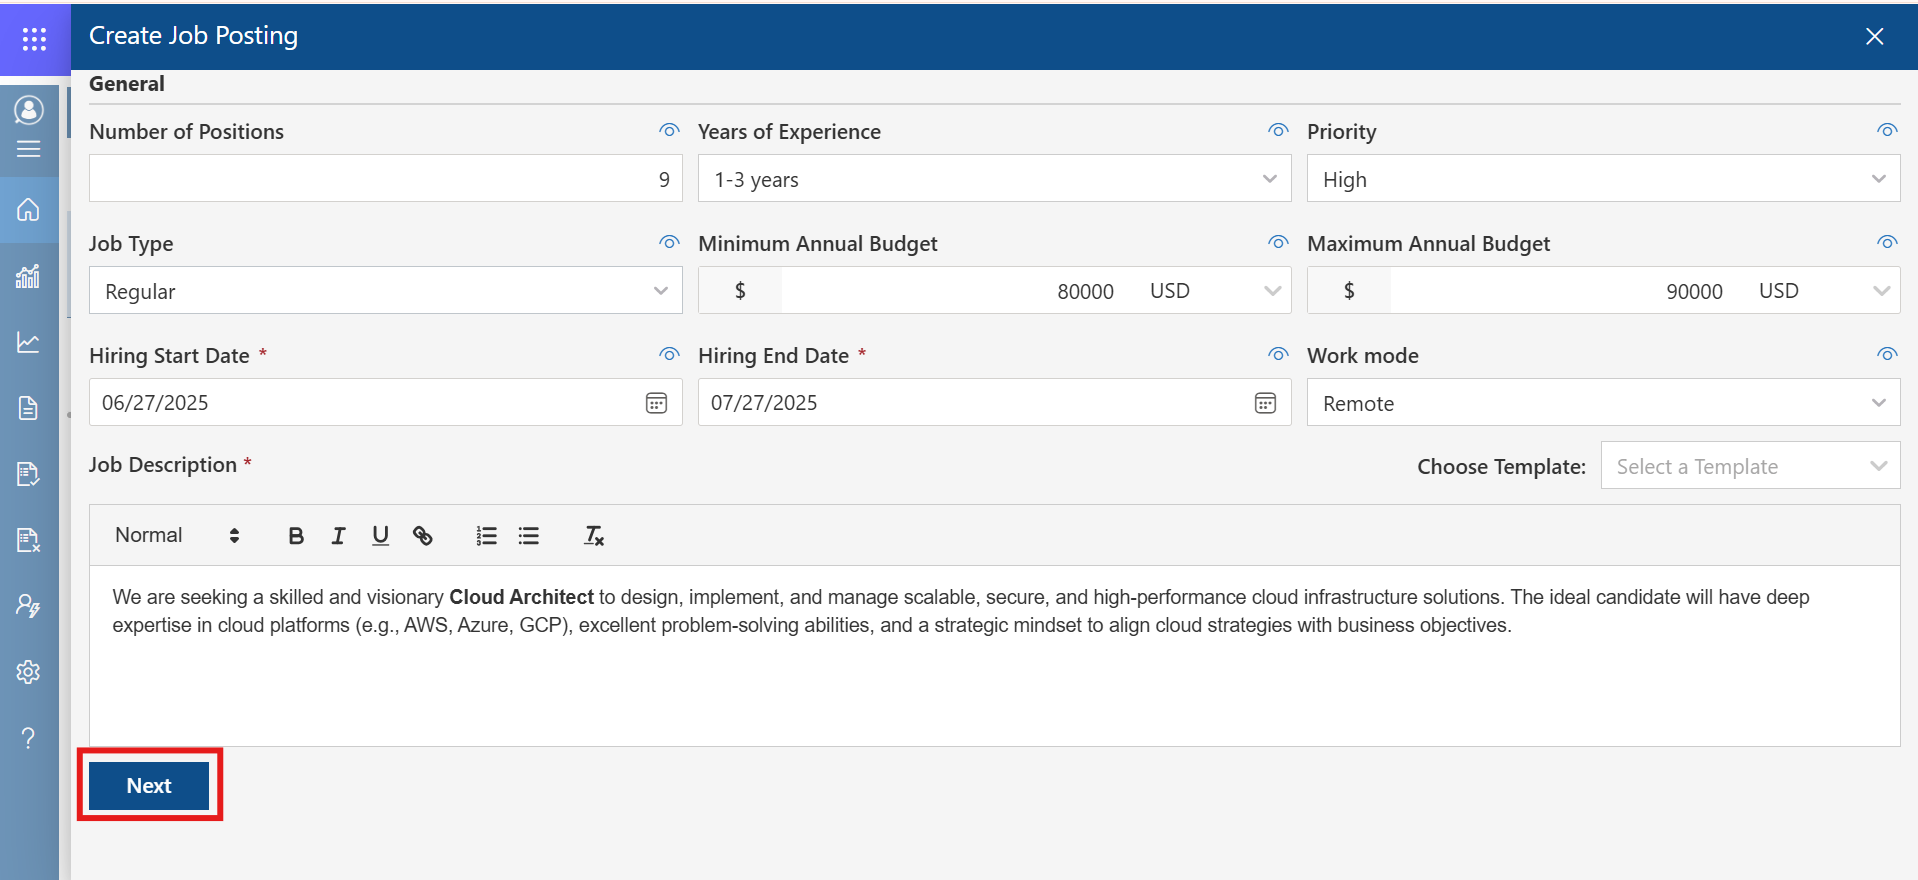 Create Job Posting
General
Number of Positions
Years of Experience
Priority
9
1-3 years
High
Job Type
Minimum Annual Budget
Maximum Annual Budget
Regular
$ 80000 USD
$ 90000 USD
Hiring Start Date *
Hiring End Date *
Work mode
06/27/2025
07/27/2025
Remote
Job Description *
Choose Template: Select a Template
Normal
We are seeking a skilled and visionary Cloud Architect to design, implement, and manage scalable, secure, and high-performance cloud infrastructure solutions. The ideal candidate will have deep
expertise in cloud platforms (e.g., AWS, Azure, GCP), excellent problem-solving abilities, and a strategic mindset to align cloud strategies with business objectives.
Next